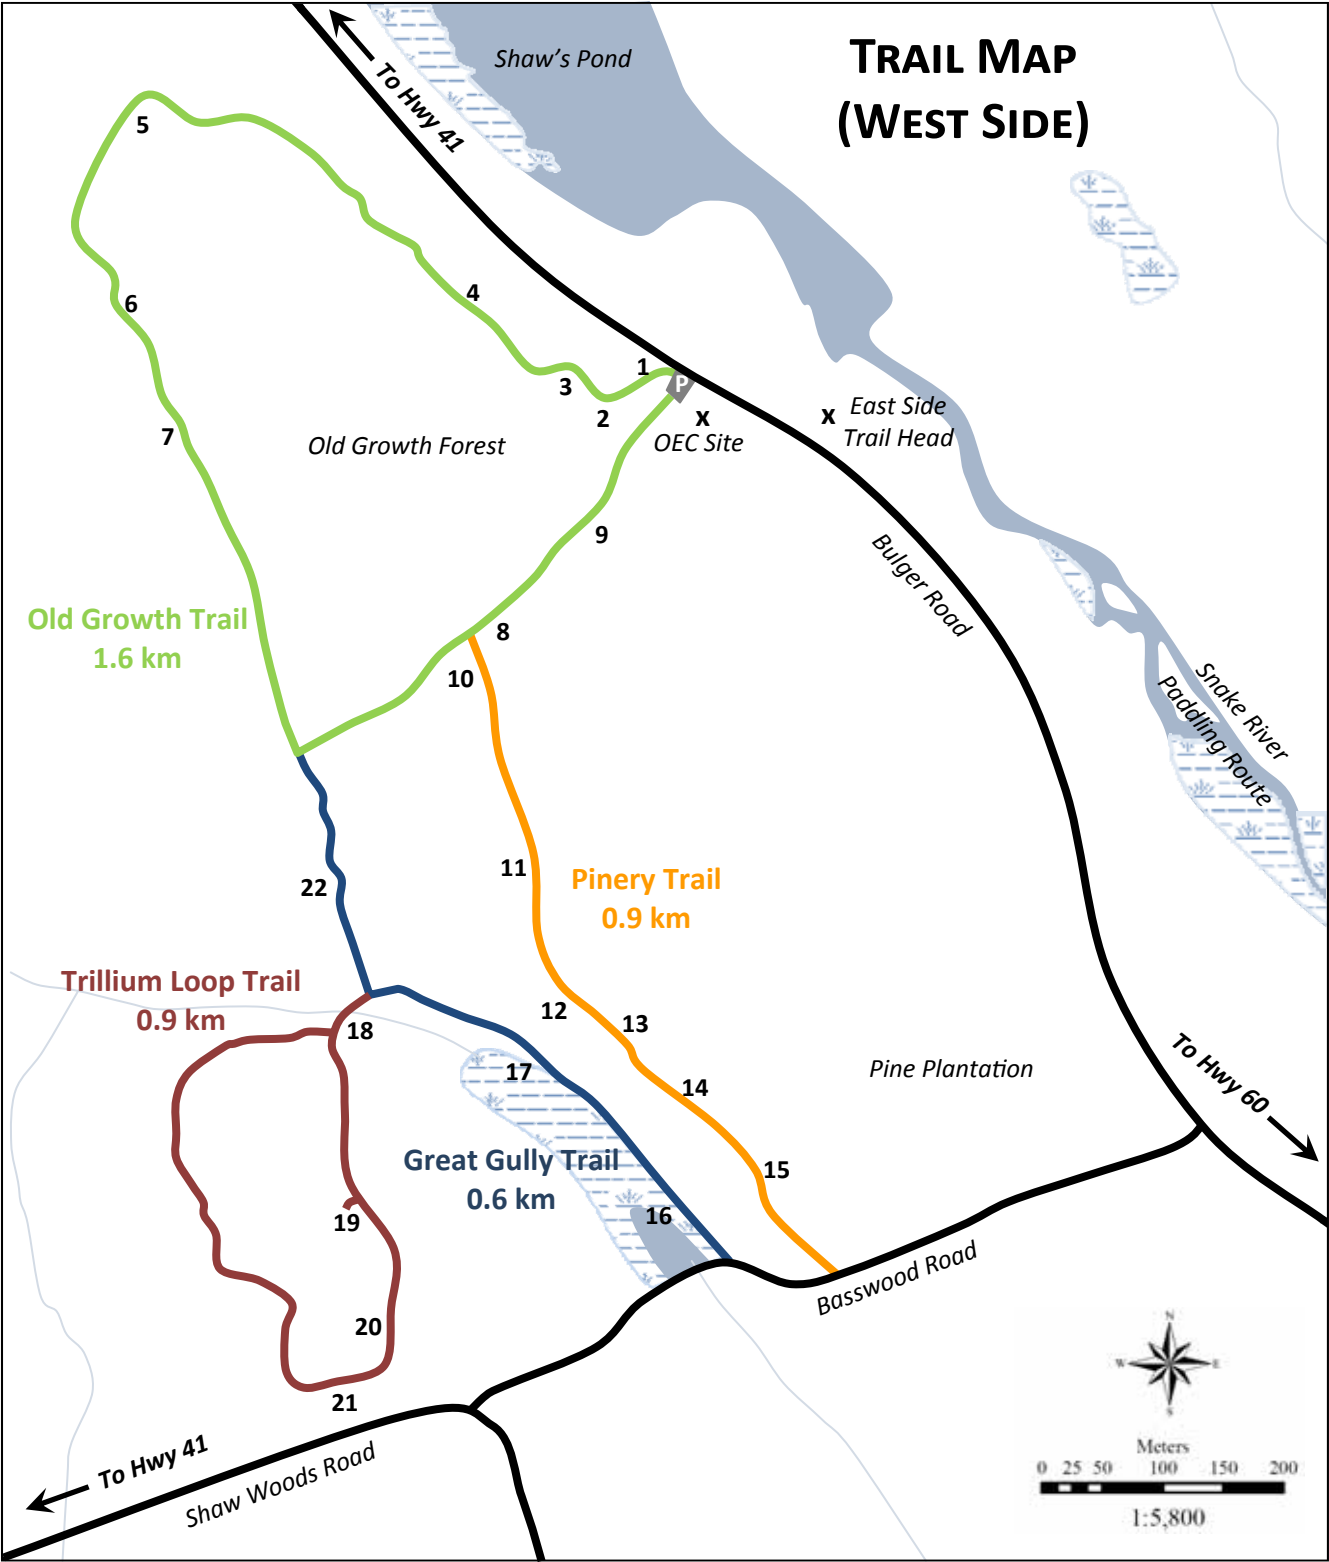 TRAIL MAP
(WEST SIDE)
Shaw's Pond
To Hwy 41
5
6
4
7
3
1
2
P
x
OEC Site
x
East Side
Trail Head
Old Growth Forest
9
Bulger Road
Old Growth Trail
1.6 km
8
10
Snake River
Paddling Route
11
Pinery Trail
0.9 km
22
Trillium Loop Trail
0.9 km
18
12
13
17
14
Pine Plantation
To Hwy 60
Great Gully Trail
0.6 km
15
16
19
Basswood Road
20
21
To Hwy 41
Shaw Woods Road
N
W
E
S
Meters
0 25 50 100 150 200
1:5,800